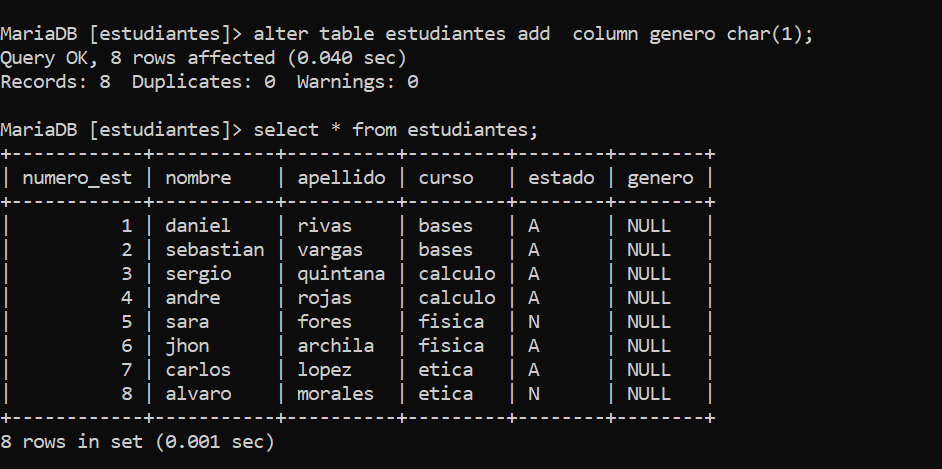 MariaDB [estudiantes]> alter table estudiantes add  column genero char(1);
Query OK, 8 rows affected (0.040 sec)
Records: 8  Duplicates: 0  Warnings: 0

MariaDB [estudiantes]> select * from estudiantes;
+------------+-----------+----------+---------+--------+--------+
| numero_est | nombre    | apellido | curso   | estado | genero |
+------------+-----------+----------+---------+--------+--------+
|          1 | daniel    | rivas    | bases   | A      | NULL   |
|          2 | sebastian | vargas   | bases   | A      | NULL   |
|          3 | sergio    | quintana | calculo | A      | NULL   |
|          4 | andre     | rojas    | calculo | A      | NULL   |
|          5 | sara      | fores    | fisica  | N      | NULL   |
|          6 | jhon      | archila  | fisica  | A      | NULL   |
|          7 | carlos    | lopez    | etica   | A      | NULL   |
|          8 | alvaro    | morales  | etica   | N      | NULL   |
+------------+-----------+----------+---------+--------+--------+
8 rows in set (0.001 sec)